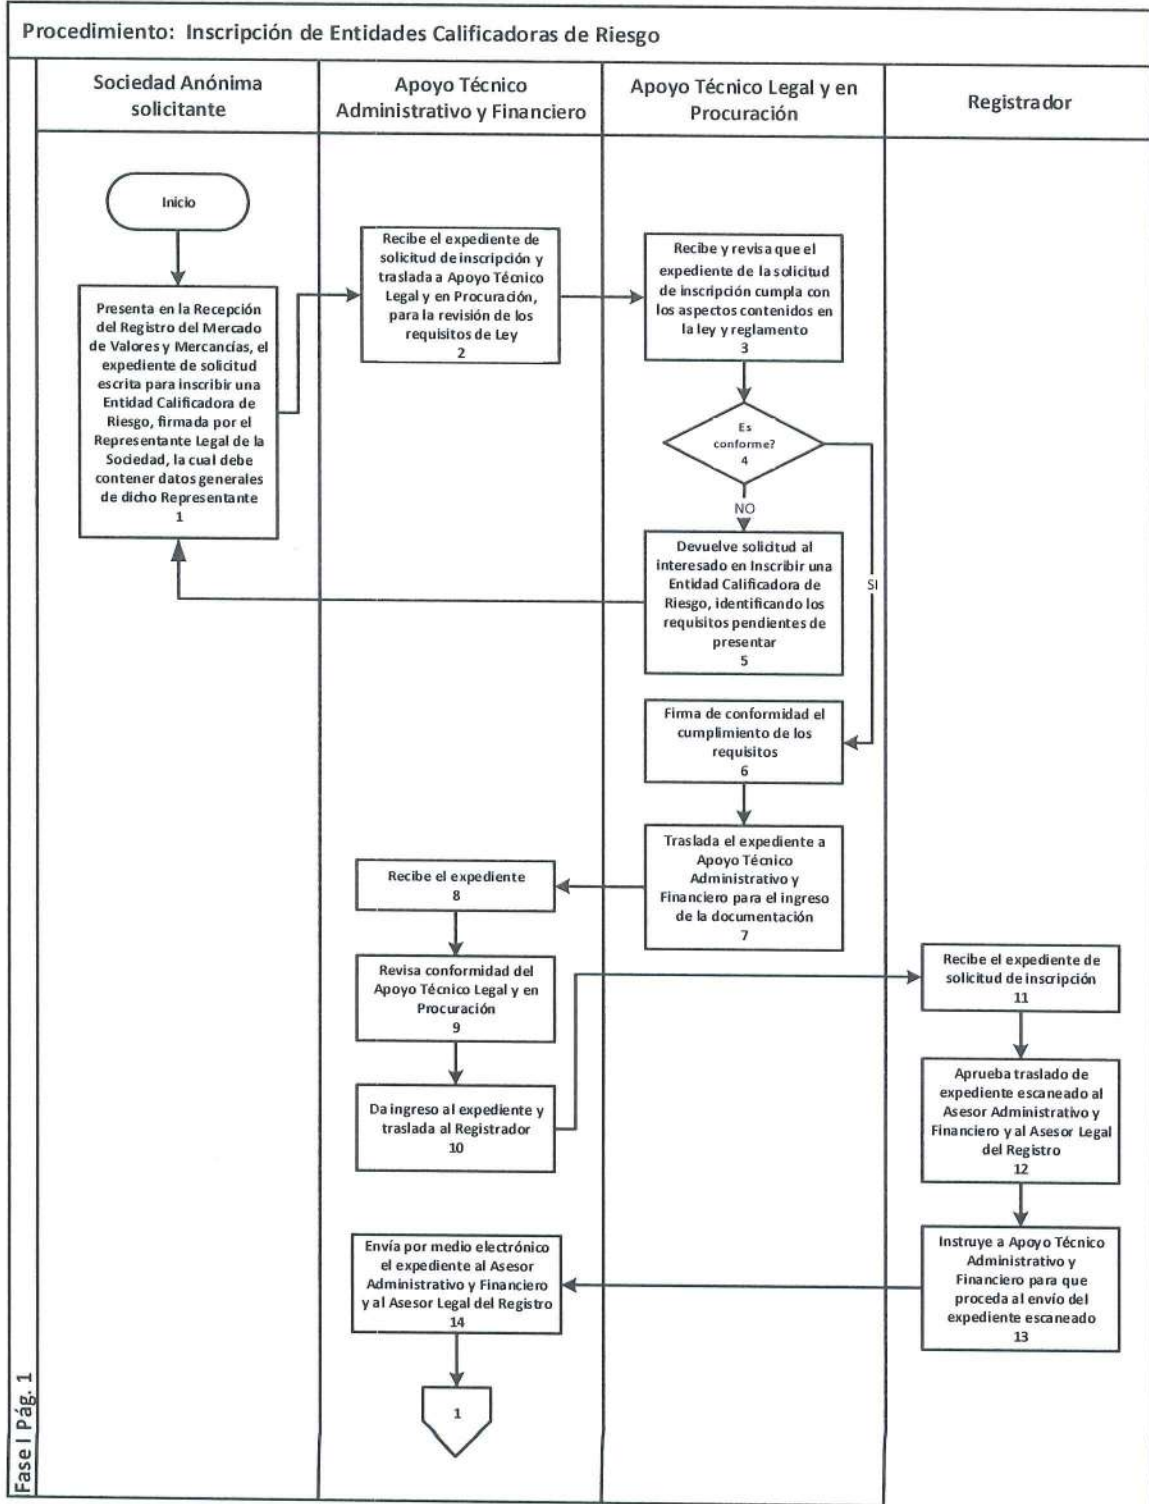 Procedimiento: Inscripción de Entidades Calificadoras de Riesgo
Sociedad Anónima
solicitante
Apoyo Técnico
Administrativo y Financiero
Apoyo Técnico Legal y en
Procuración
Registrador
Inicio
Presenta en la Recepción
del Registro del Mercado
de Valores y Mercancías, el
expediente de solicitud
escrita para inscribir una
Entidad Calificadora de
Riesgo, firmada por el
Representante Legal de la
Sociedad, la cual debe
contener datos generales
de dicho Representante
1
Recibe el expediente de
solicitud de inscripción y
traslada a Apoyo Técnico
Legal y en Procuración,
para la revisión de los
requisitos de Ley
2
Recibe y revisa que el
expediente de la solicitud
de inscripción cumpla con
los aspectos contenidos en
la ley y reglamento
3
Es
conforme?
4
NO
SI
Devuelve solicitud al
interesado en Inscribir una
Entidad Calificadora de
Riesgo, identificando los
requisitos pendientes de
presentar
5
Firma de conformidad el
cumplimiento de los
requisitos
6
Traslada el expediente a
Apoyo Técnico
Administrativo y
Financiero para el ingreso
de la documentación
7
Recibe el expediente
8
Revisa conformidad del
Apoyo Técnico Legal y en
Procuración
9
Da ingreso al expediente y
traslada al Registrador
10
Recibe el expediente de
solicitud de inscripción
11
Aprueba traslado de
expediente escaneado al
Asesor Administrativo y
Financiero y al Asesor Legal
del Registro
12
Instruye a Apoyo Técnico
Administrativo y
Financiero para que
proceda al envío del
expediente escaneado
13
Envía por medio electrónico
el expediente al Asesor
Administrativo y Financiero
y al Asesor Legal del Registro
14
1
Fase I Pág. 1